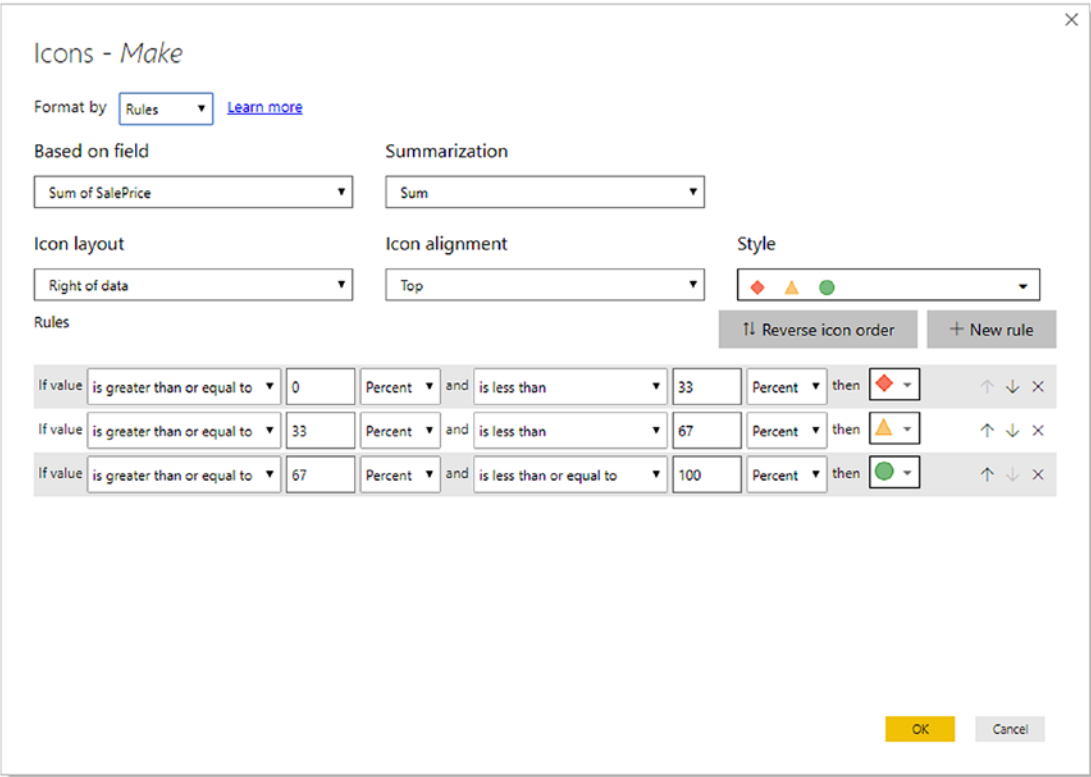 Icons - Make
Format by Rules Learn more
Based on field Summarization
Sum of SalePrice Sum
Icon layout Icon alignment Style
Right of data Top
Rules Reverse icon order + New rule
If value is greater than or equal to 0 Percent and is less than 33 Percent then
If value is greater than or equal to 33 Percent and is less than 67 Percent then
If value is greater than or equal to 67 Percent and is less than or equal to 100 Percent then
OK Cancel